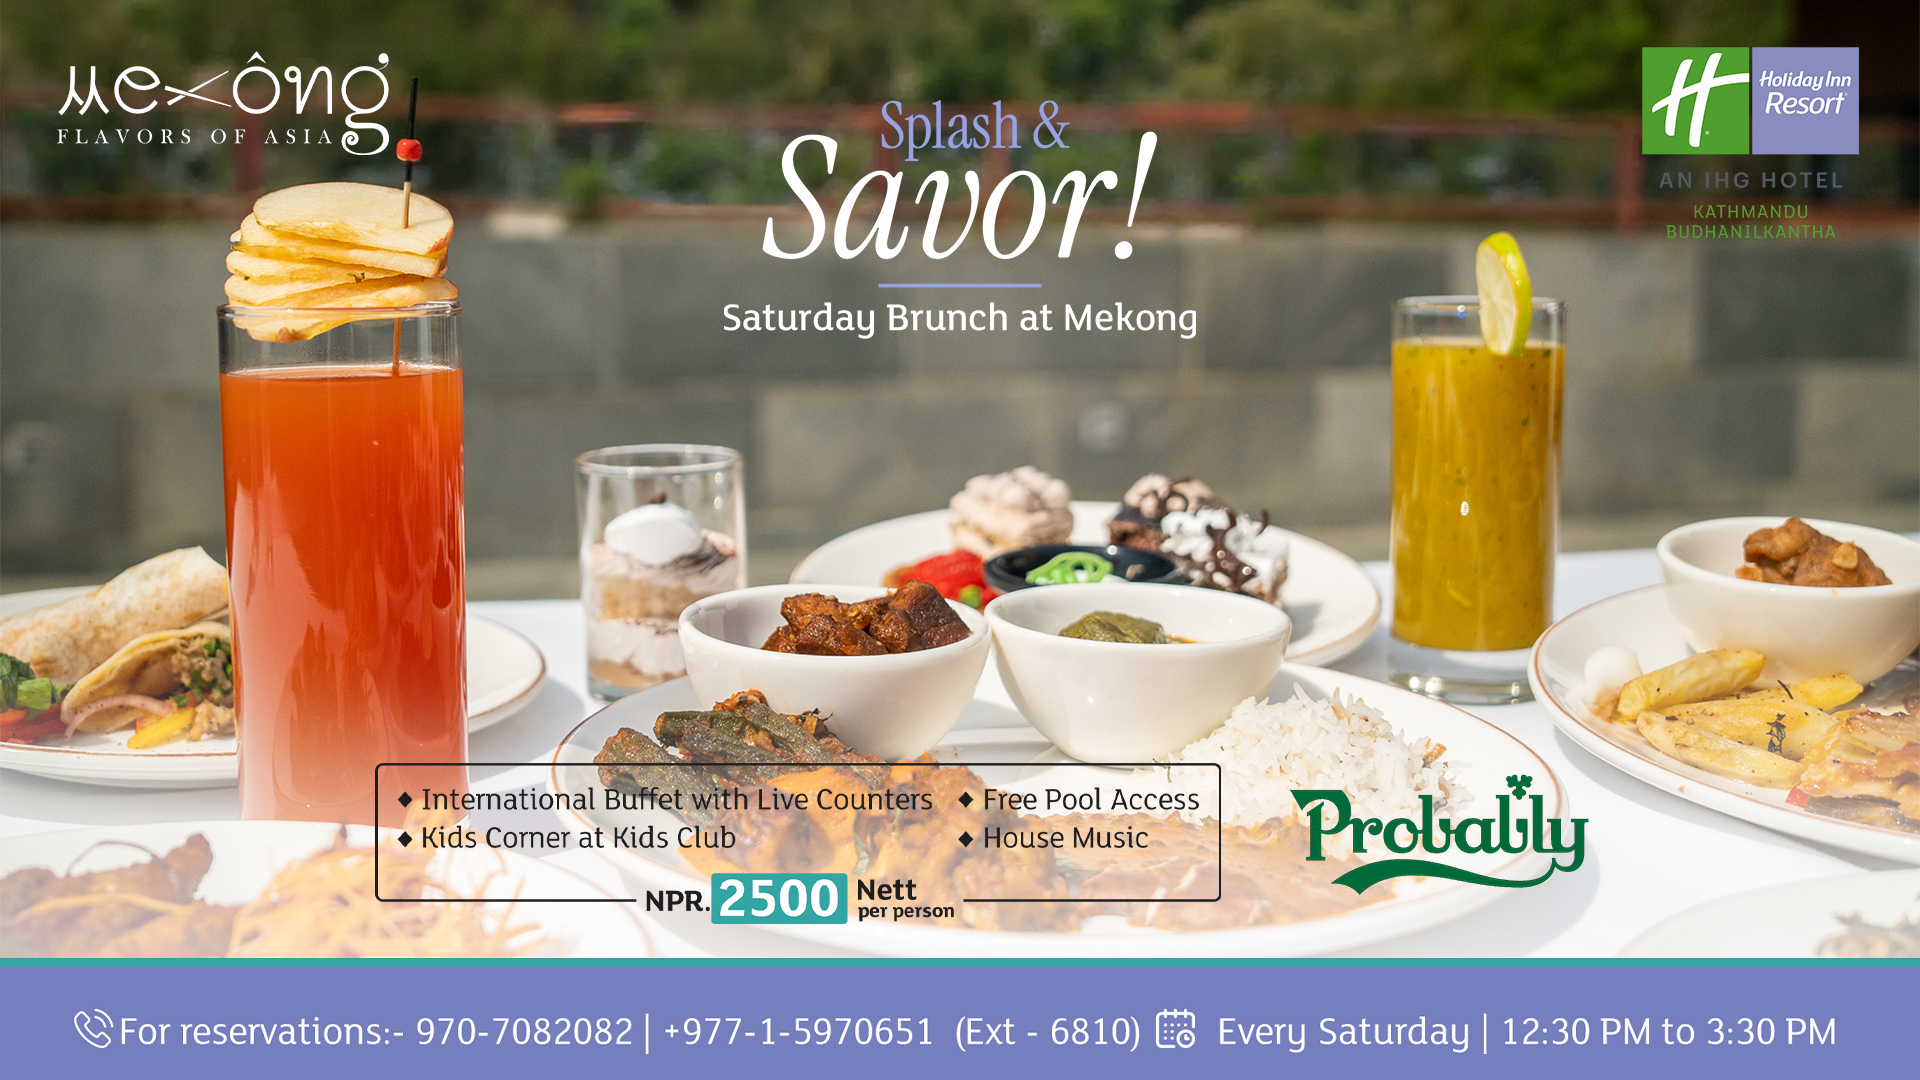 Mekông
FLAVORS OF ASIA
Splash &
Savor!
Saturday Brunch at Mekong
H
Holiday Inn
Resort
AN IHG HOTEL
KATHMANDU
BUDHANILKANTHA
International Buffet with Live Counters
Kids Corner at Kids Club
Free Pool Access
House Music
NPR. 2500 Nett
per person
Probably
For reservations:- 970-7082082 | +977-1-5970651 (Ext - 6810)
Every Saturday | 12:30 PM to 3:30 PM